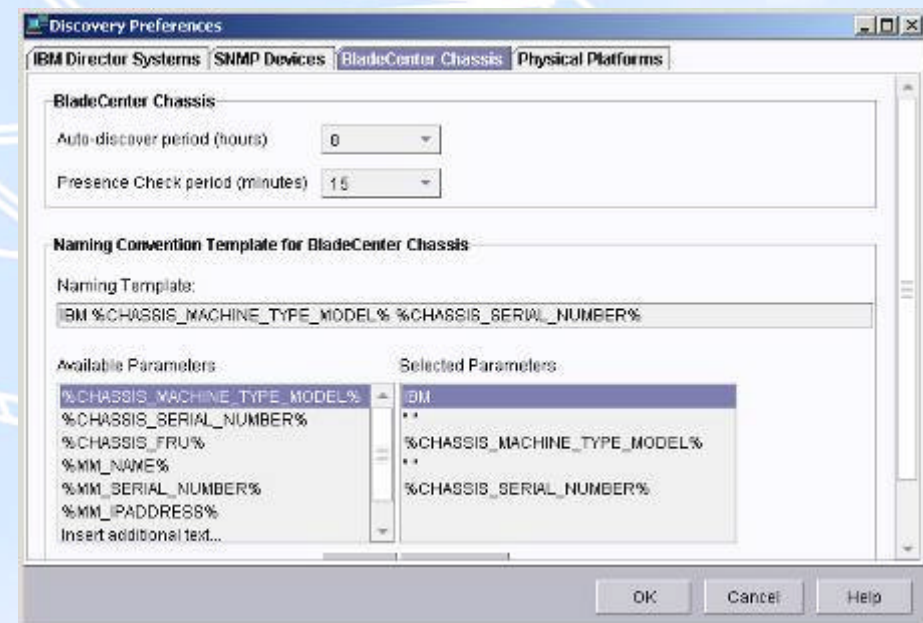 Discovery Preferences
IBM Director Systems SNMP Devices BladeCenter Chassis Physical Platforms
BladeCenter Chassis
Auto-discover period (hours) 0
Presence Check period (minutes) 15
Naming Convention Template for BladeCenter Chassis
Naming Template:
IBM %CHASSIS_MACHINE_TYPE_MODEL% %CHASSIS_SERIAL_NUMBER%
Available Parameters Selected Parameters
%CHASSIS_MACHINE_TYPE_MODEL% IBM
%CHASSIS_SERIAL_NUMBER% " "
%CHASSIS_FRU% %CHASSIS_MACHINE_TYPE_MODEL%
%MM_NAME% " "
%MM_SERIAL_NUMBER% %CHASSIS_SERIAL_NUMBER%
%MM_IPADDRESS%
Insert additional text...
OK Cancel Help